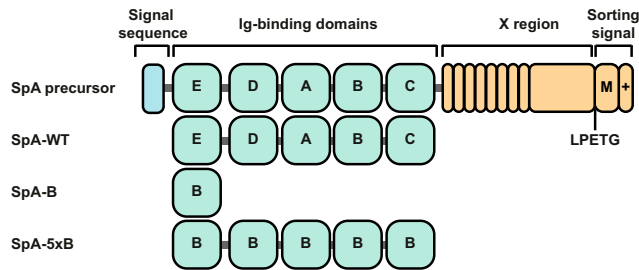 Signal sequence
Ig-binding domains
X region
Sorting signal
SpA precursor
E D A B C M +
LPETG
SpA-WT
E D A B C
SpA-B
B
SpA-5xB
B B B B B